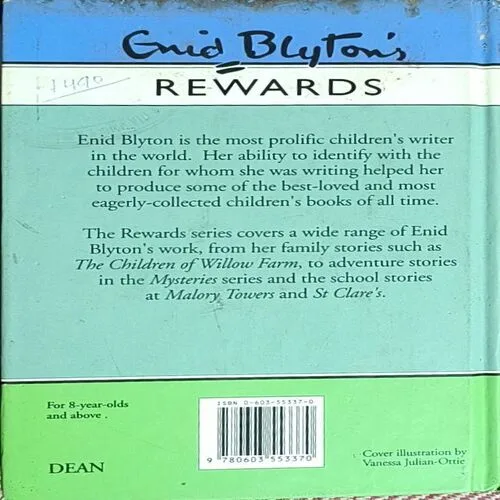 Enid Blyton's
REWARDS
Enid Blyton is the most prolific children's writer
in the world. Her ability to identify with the
children for whom she was writing helped her
to produce some of the best-loved and most
eagerly-collected children's books of all time.
The Rewards series covers a wide range of Enid
Blyton's work, from her family stories such as
The Children of Willow Farm, to adventure stories
in the Mysteries series and the school stories
at Malory Towers and St Clare's.
For 8-year-olds
and above .
ISBN 0-603-55337-0
9 780603 553370
DEAN
Cover illustration by
Vanessa Julian-Ottie